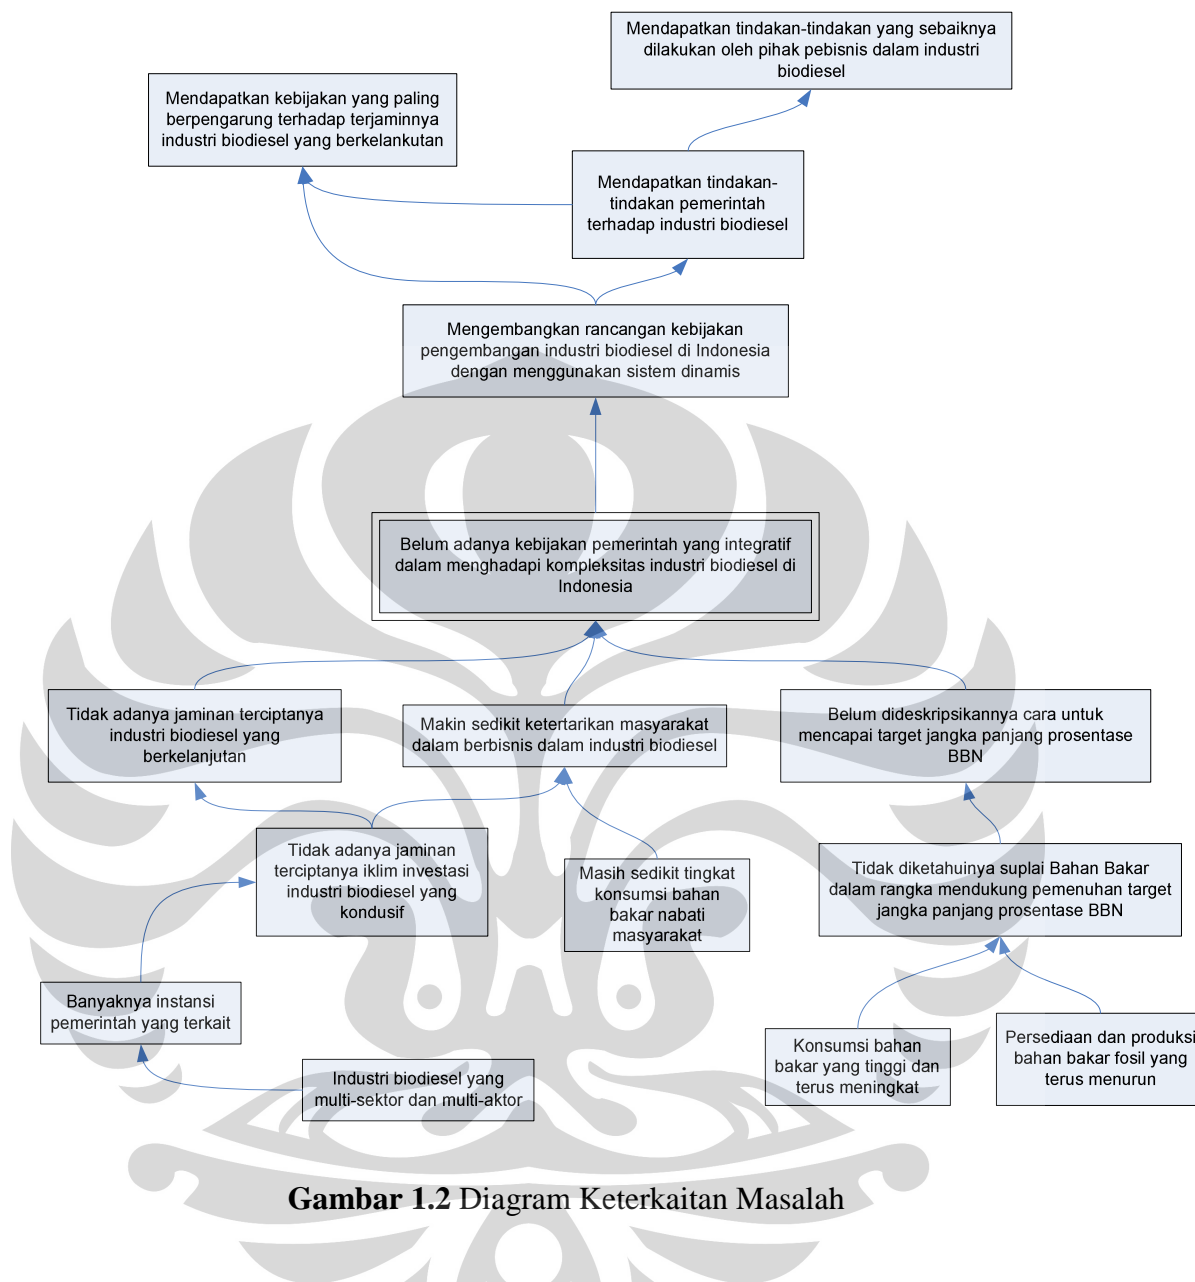 Mendapatkan tindakan-tindakan yang sebaiknya
dilakukan oleh pihak pebisnis dalam industri
biodiesel
Mendapatkan kebijakan yang paling
berpengarung terhadap terjaminnya
industri biodiesel yang berkelankutan
Mendapatkan tindakan-
tindakan pemerintah
terhadap industri biodiesel
Mengembangkan rancangan kebijakan
pengembangan industri biodiesel di Indonesia
dengan menggunakan sistem dinamis
Belum adanya kebijakan pemerintah yang integratif
dalam menghadapi kompleksitas industri biodiesel di
Indonesia
Tidak adanya jaminan terciptanya
industri biodiesel yang
berkelanjutan
Makin sedikit ketertarikan masyarakat
dalam berbisnis dalam industri biodiesel
Belum dideskripsikannya cara untuk
mencapai target jangka panjang prosentase
BBN
Tidak adanya jaminan
terciptanya iklim investasi
industri biodiesel yang
kondusif
Masih sedikit tingkat
konsumsi bahan
bakar nabati
masyarakat
Tidak diketahuinya suplai Bahan Bakar
dalam rangka mendukung pemenuhan target
jangka panjang prosentase BBN
Banyaknya instansi
pemerintah yang terkait
Industri biodiesel yang
multi-sektor dan multi-aktor
Konsumsi bahan
bakar yang tinggi dan
terus meningkat
Persediaan dan produksi
bahan bakar fosil yang
terus menurun
Gambar 1.2 Diagram Keterkaitan Masalah